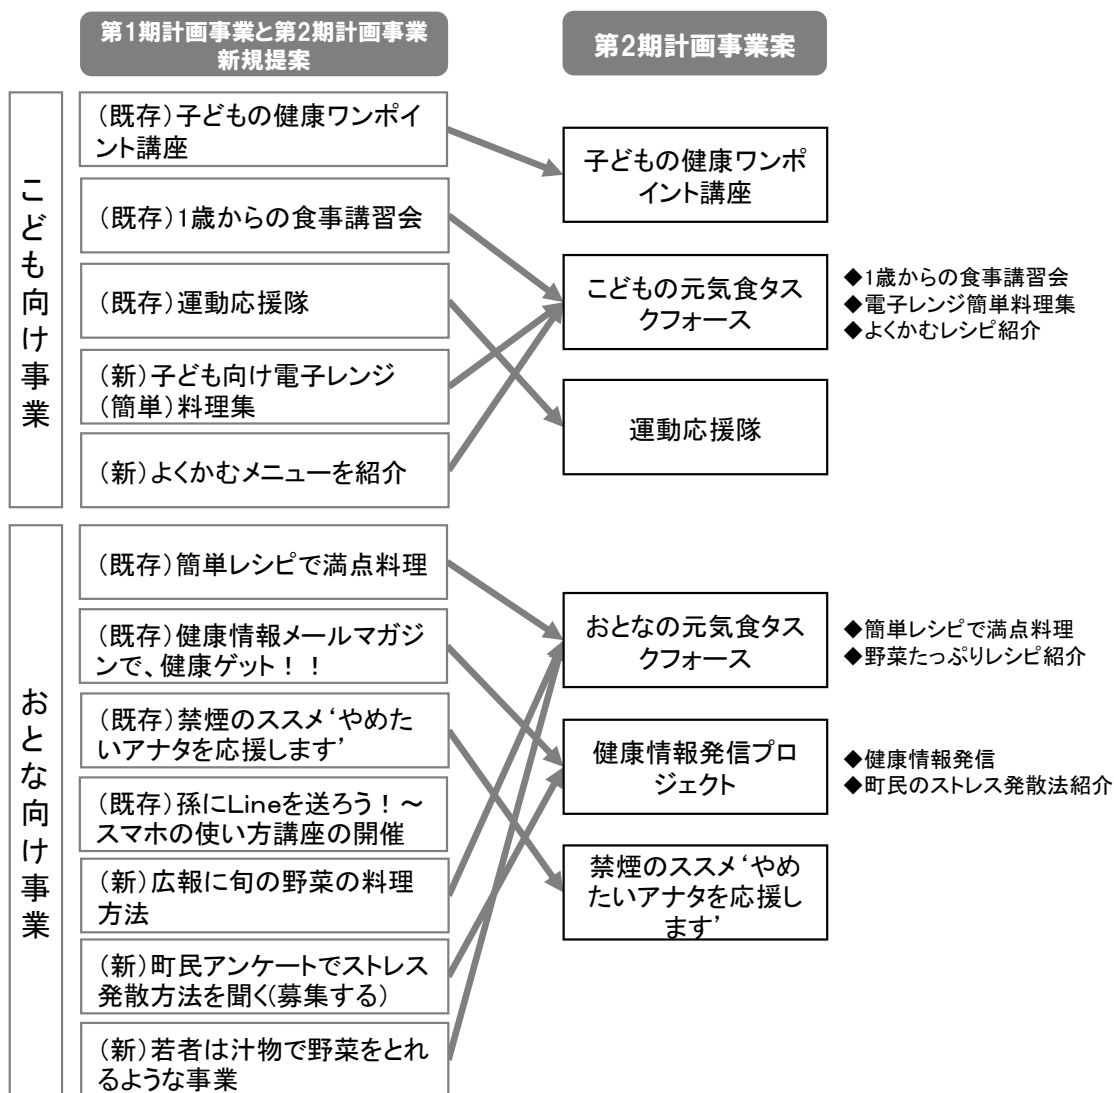 第1期計画事業と第2期計画事業
新規提案
第2期計画事業案
こども向け事業
（既存）子どもの健康ワンポイ
ント講座
（既存）1歳からの食事講習会
（既存）運動応援隊
（新）子ども向け電子レンジ
（簡単）料理集
（新）よくかむメニューを紹介
子どもの健康ワンポ
イント講座
こどもの元気食タス
クフォース
◆1歳からの食事講習会
◆電子レンジ簡単料理集
◆よくかむレシピ紹介
運動応援隊
おとな向け事業
（既存）簡単レシピで満点料理
（既存）健康情報メールマガジ
ンで、健康ゲット！！
（既存）禁煙のススメ‘やめた
いアナタを応援します’
（既存）孫にLineを送ろう！～
スマホの使い方講座の開催
（新）広報に旬の野菜の料理
方法
（新）町民アンケートでストレス
発散方法を聞く(募集する）
（新）若者は汁物で野菜をとれ
るような事業
おとなの元気食タス
クフォース
◆簡単レシピで満点料理
◆野菜たっぷりレシピ紹介
健康情報発信プロ
ジェクト
◆健康情報発信
◆町民のストレス発散法紹介
禁煙のススメ‘やめ
たいアナタを応援し
ます’